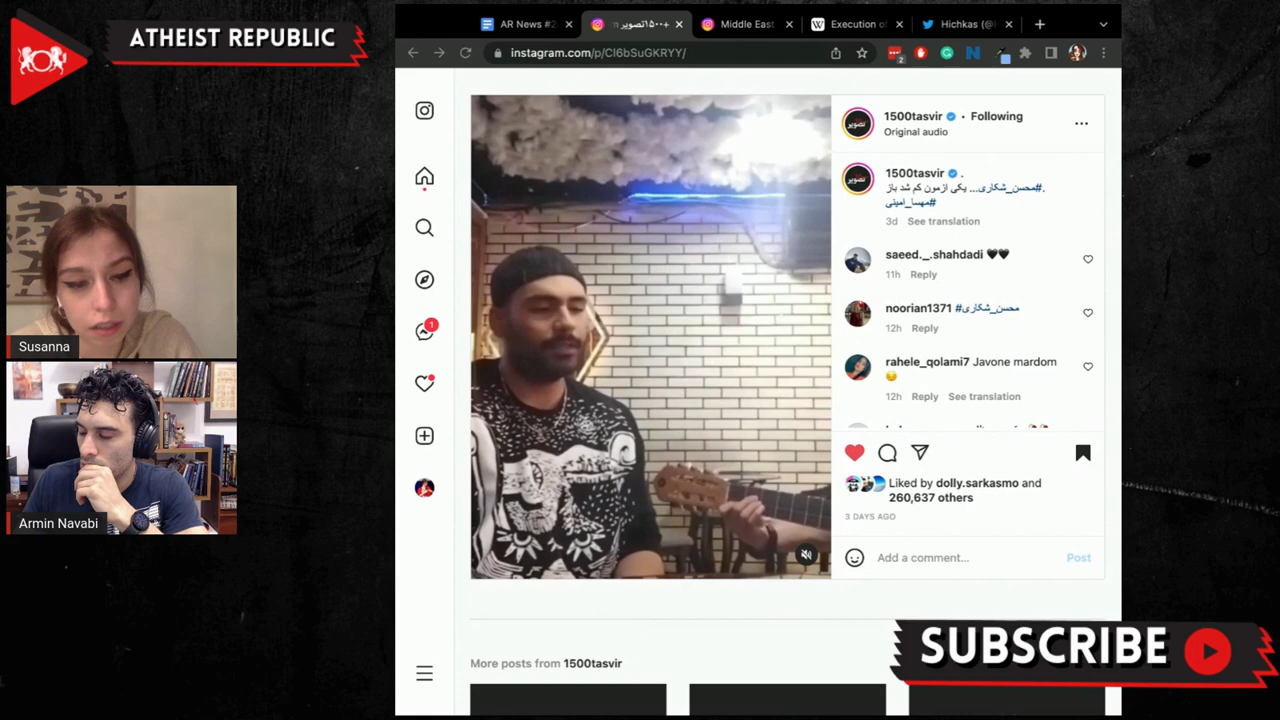 ATHEIST REPUBLIC
AR News #2
+۱۵۰۰تصویر
Middle East
Execution o
Hichkas (@
instagram.com/p/Cl6bSuGKRYY/
2
1500tasvir • Following
Original audio
1500tasvir .
.#محسن_شکاری... یکی ازمون کم شد باز
#مهسا_امینی
3d See translation
saeed._.shahdadi 🖤🖤
11h Reply
noorian1371 #محسن_شکاری
12h Reply
rahele_qolami7 Javone mardom
😔
12h Reply See translation
1
Liked by dolly.sarkasmo and
260,637 others
3 DAYS AGO
Add a comment... Post
More posts from 1500tasvir
Susanna
Armin Navabi
SUBSCRIBE